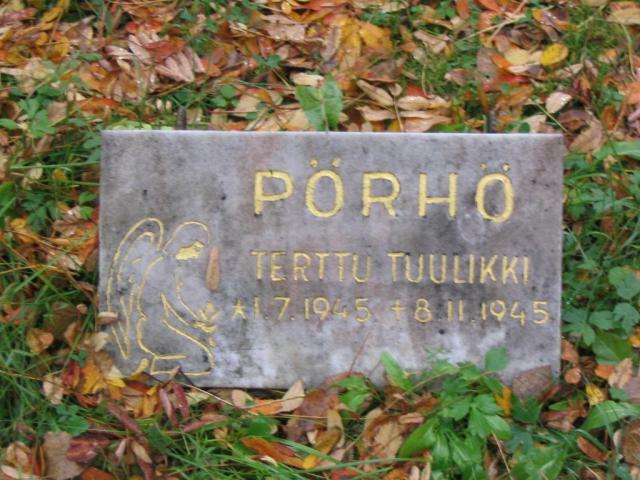 PÖRHÖ
TERTTU TUULIKKI
*1.7.1945 +8.11.1945